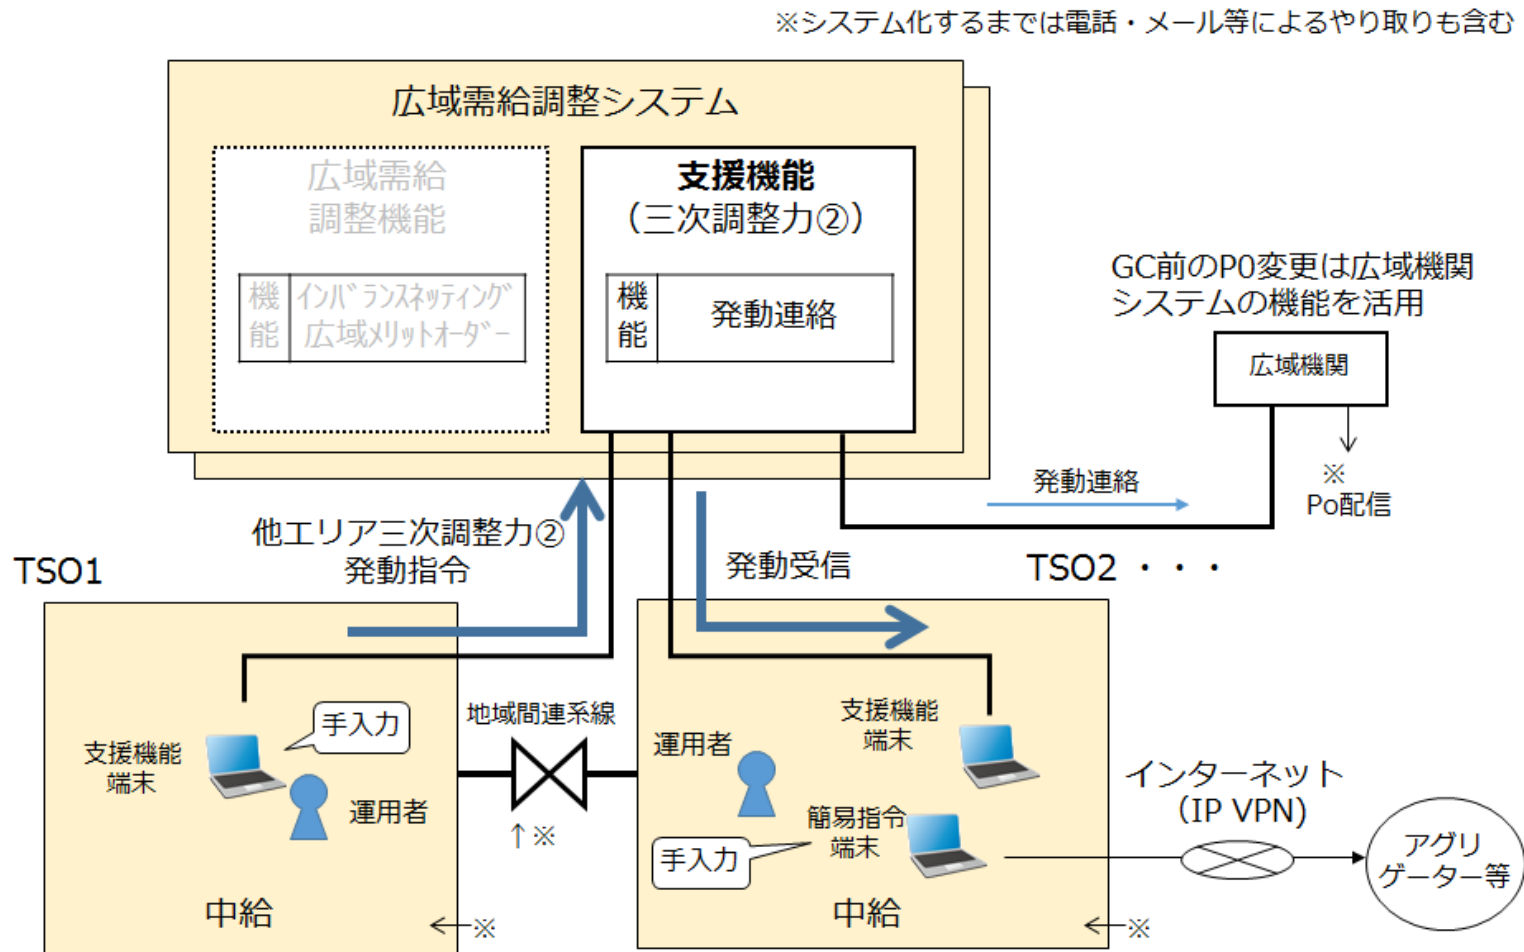 ※システム化するまでは電話・メール等によるやり取りも含む
広域需給調整システム
広域需給
調整機能
機能
インバランスネッティング
広域メリットオーダー
支援機能
（三次調整力②）
機能
発動連絡
GC前のP0変更は広域機関
システムの機能を活用
広域機関
発動連絡
※
Po配信
他エリア三次調整力②
発動指令
発動受信
TSO1
TSO2 ・・・
手入力
支援機能
端末
運用者
中給
←※
地域間連系線
↑※
運用者
支援機能
端末
簡易指令
端末
手入力
中給
←※
インターネット
（IP VPN）
アグリ
ゲーター等